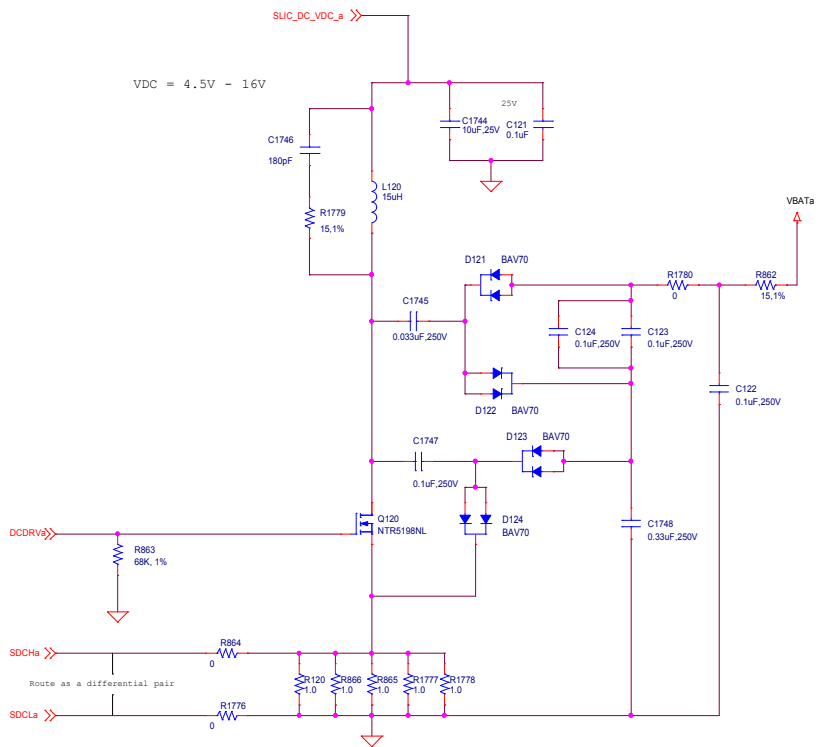 SLIC_DC_VDC_a
VDC = 4.5V - 16V
25V
C1744
10uF,25V
C121
0.1uF
C1746
180pF
L120
15uH
R1779
15,1%
VBATa
D121 BAV70
R1780
0
R862
15,1%
C1745
0.033uF,250V
C124
0.1uF,250V
C123
0.1uF,250V
C122
0.1uF,250V
D122 BAV70
C1747
0.1uF,250V
D123 BAV70
Q120
NTR5198NL
D124
BAV70
C1748
0.33uF,250V
DCDRVa
R863
68K, 1%
SDCHa
R864
0
Route as a differential pair
R120
1.0
R866
1.0
R865
1.0
R1777
1.0
R1778
1.0
SDCLa
R1776
0